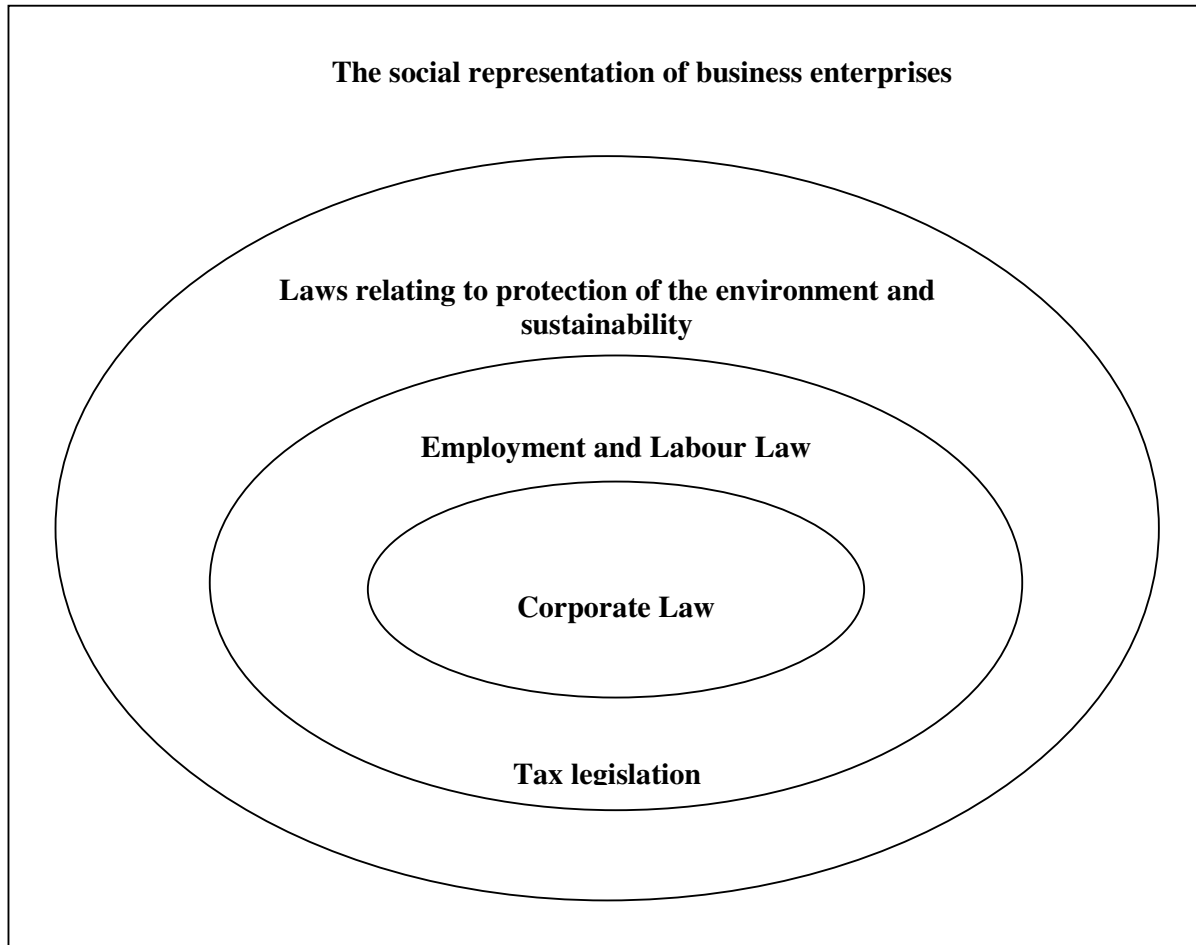 The social representation of business enterprises
Laws relating to protection of the environment and
sustainability
Employment and Labour Law
Corporate Law
Tax legislation